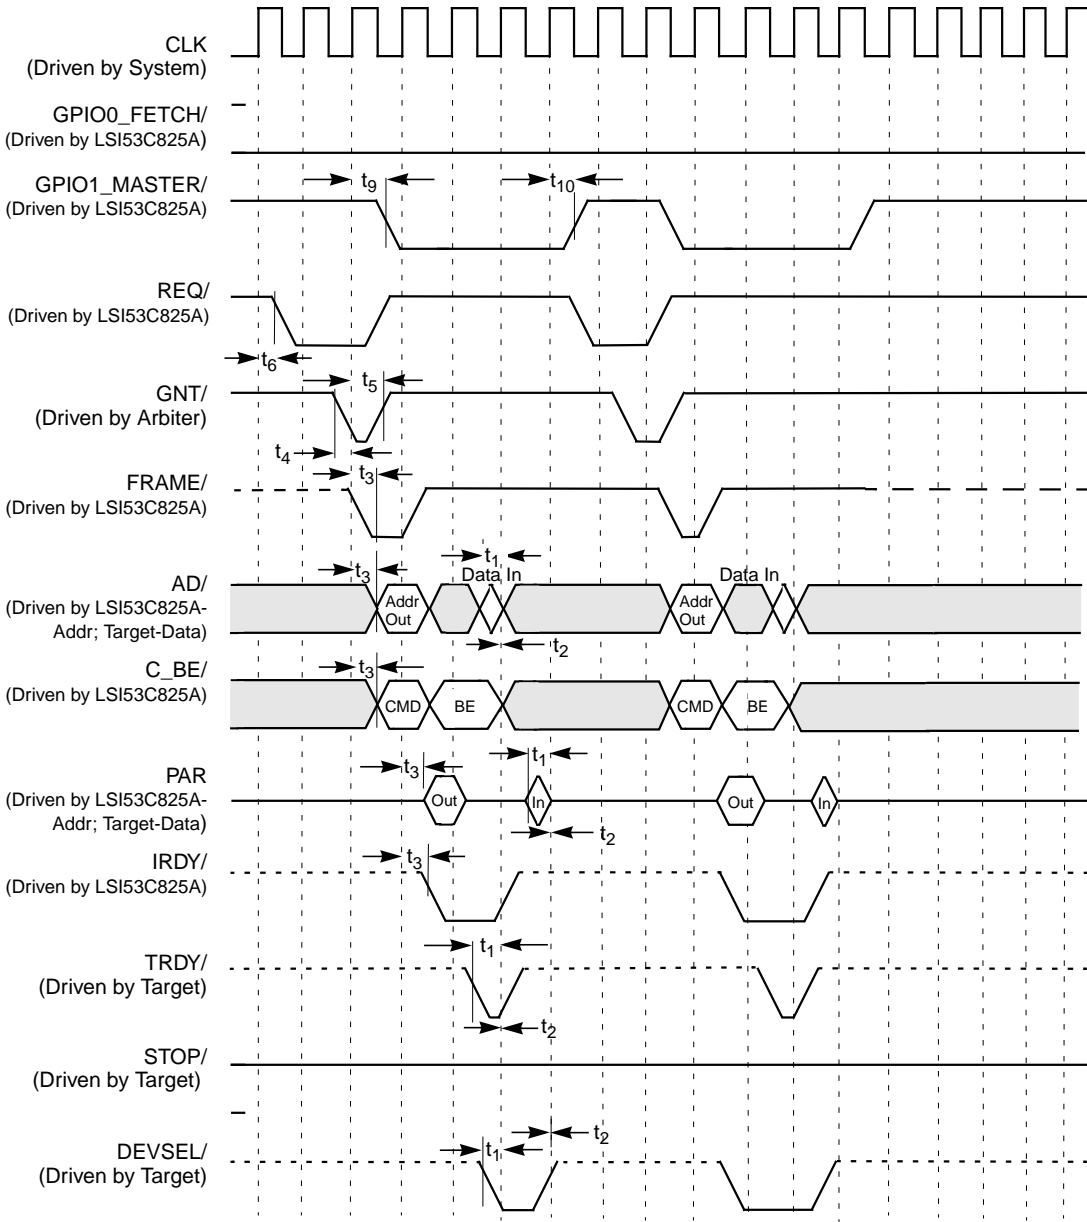 CLK
(Driven by System)
GPIO0_FETCH/
(Driven by LSI53C825A)
GPIO1_MASTER/
(Driven by LSI53C825A)
t9
t10
REQ/
(Driven by LSI53C825A)
t6
t5
GNT/
(Driven by Arbiter)
t4
t3
FRAME/
(Driven by LSI53C825A)
t1
t3
Data In
Data In
AD/
(Driven by LSI53C825A-
Addr; Target-Data)
Addr
Out
Addr
Out
t2
C_BE/
(Driven by LSI53C825A)
t3
CMD
BE
CMD
BE
t1
t3
PAR
(Driven by LSI53C825A-
Addr; Target-Data)
Out
In
Out
In
t2
IRDY/
(Driven by LSI53C825A)
t3
t1
TRDY/
(Driven by Target)
t2
STOP/
(Driven by Target)
t2
t1
DEVSEL/
(Driven by Target)